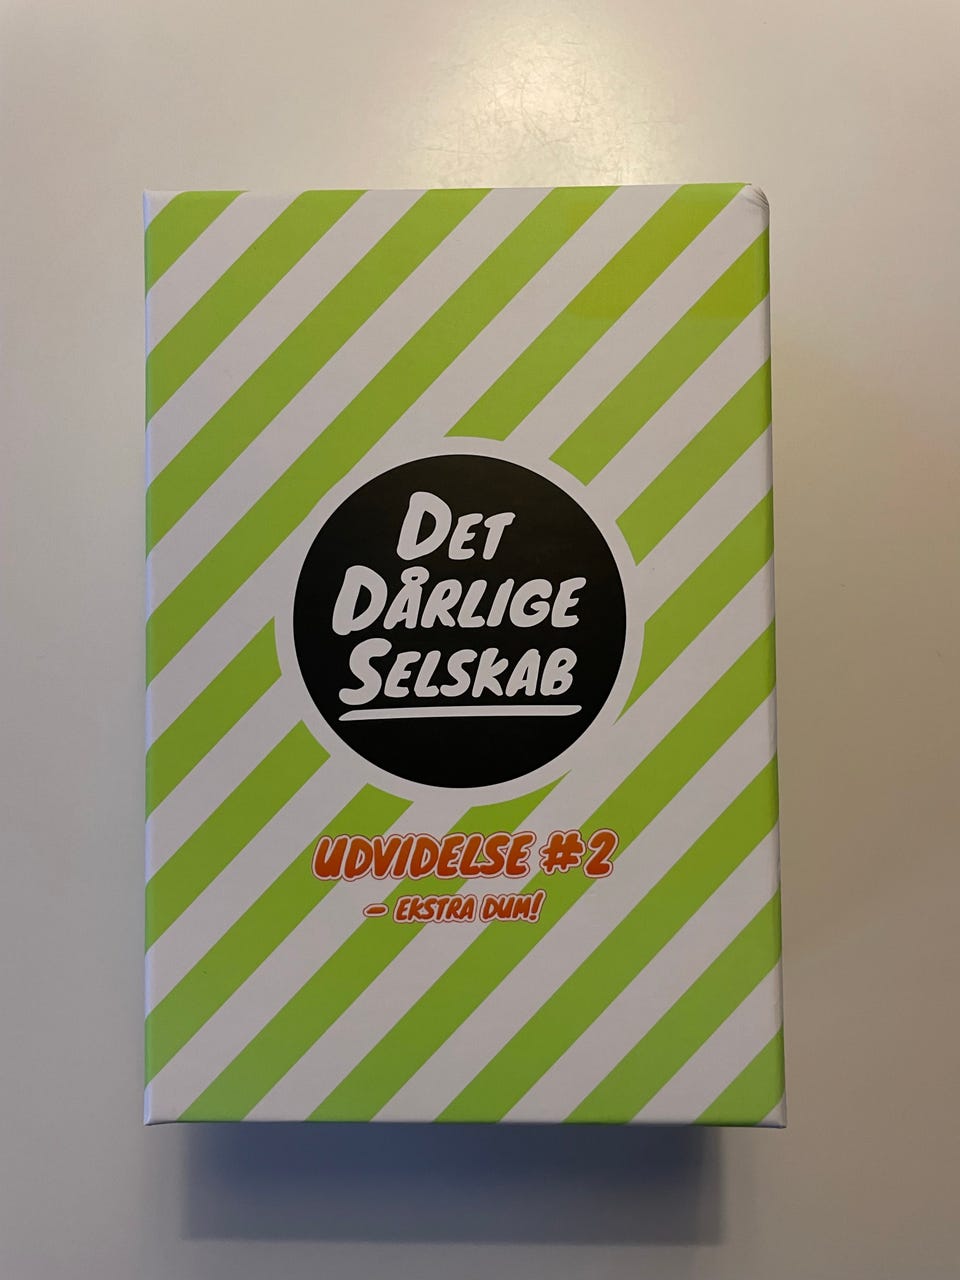 DET
DÅRLIGE
SELSKAB
UDVIDELSE #2
- EKSTRA DUM!